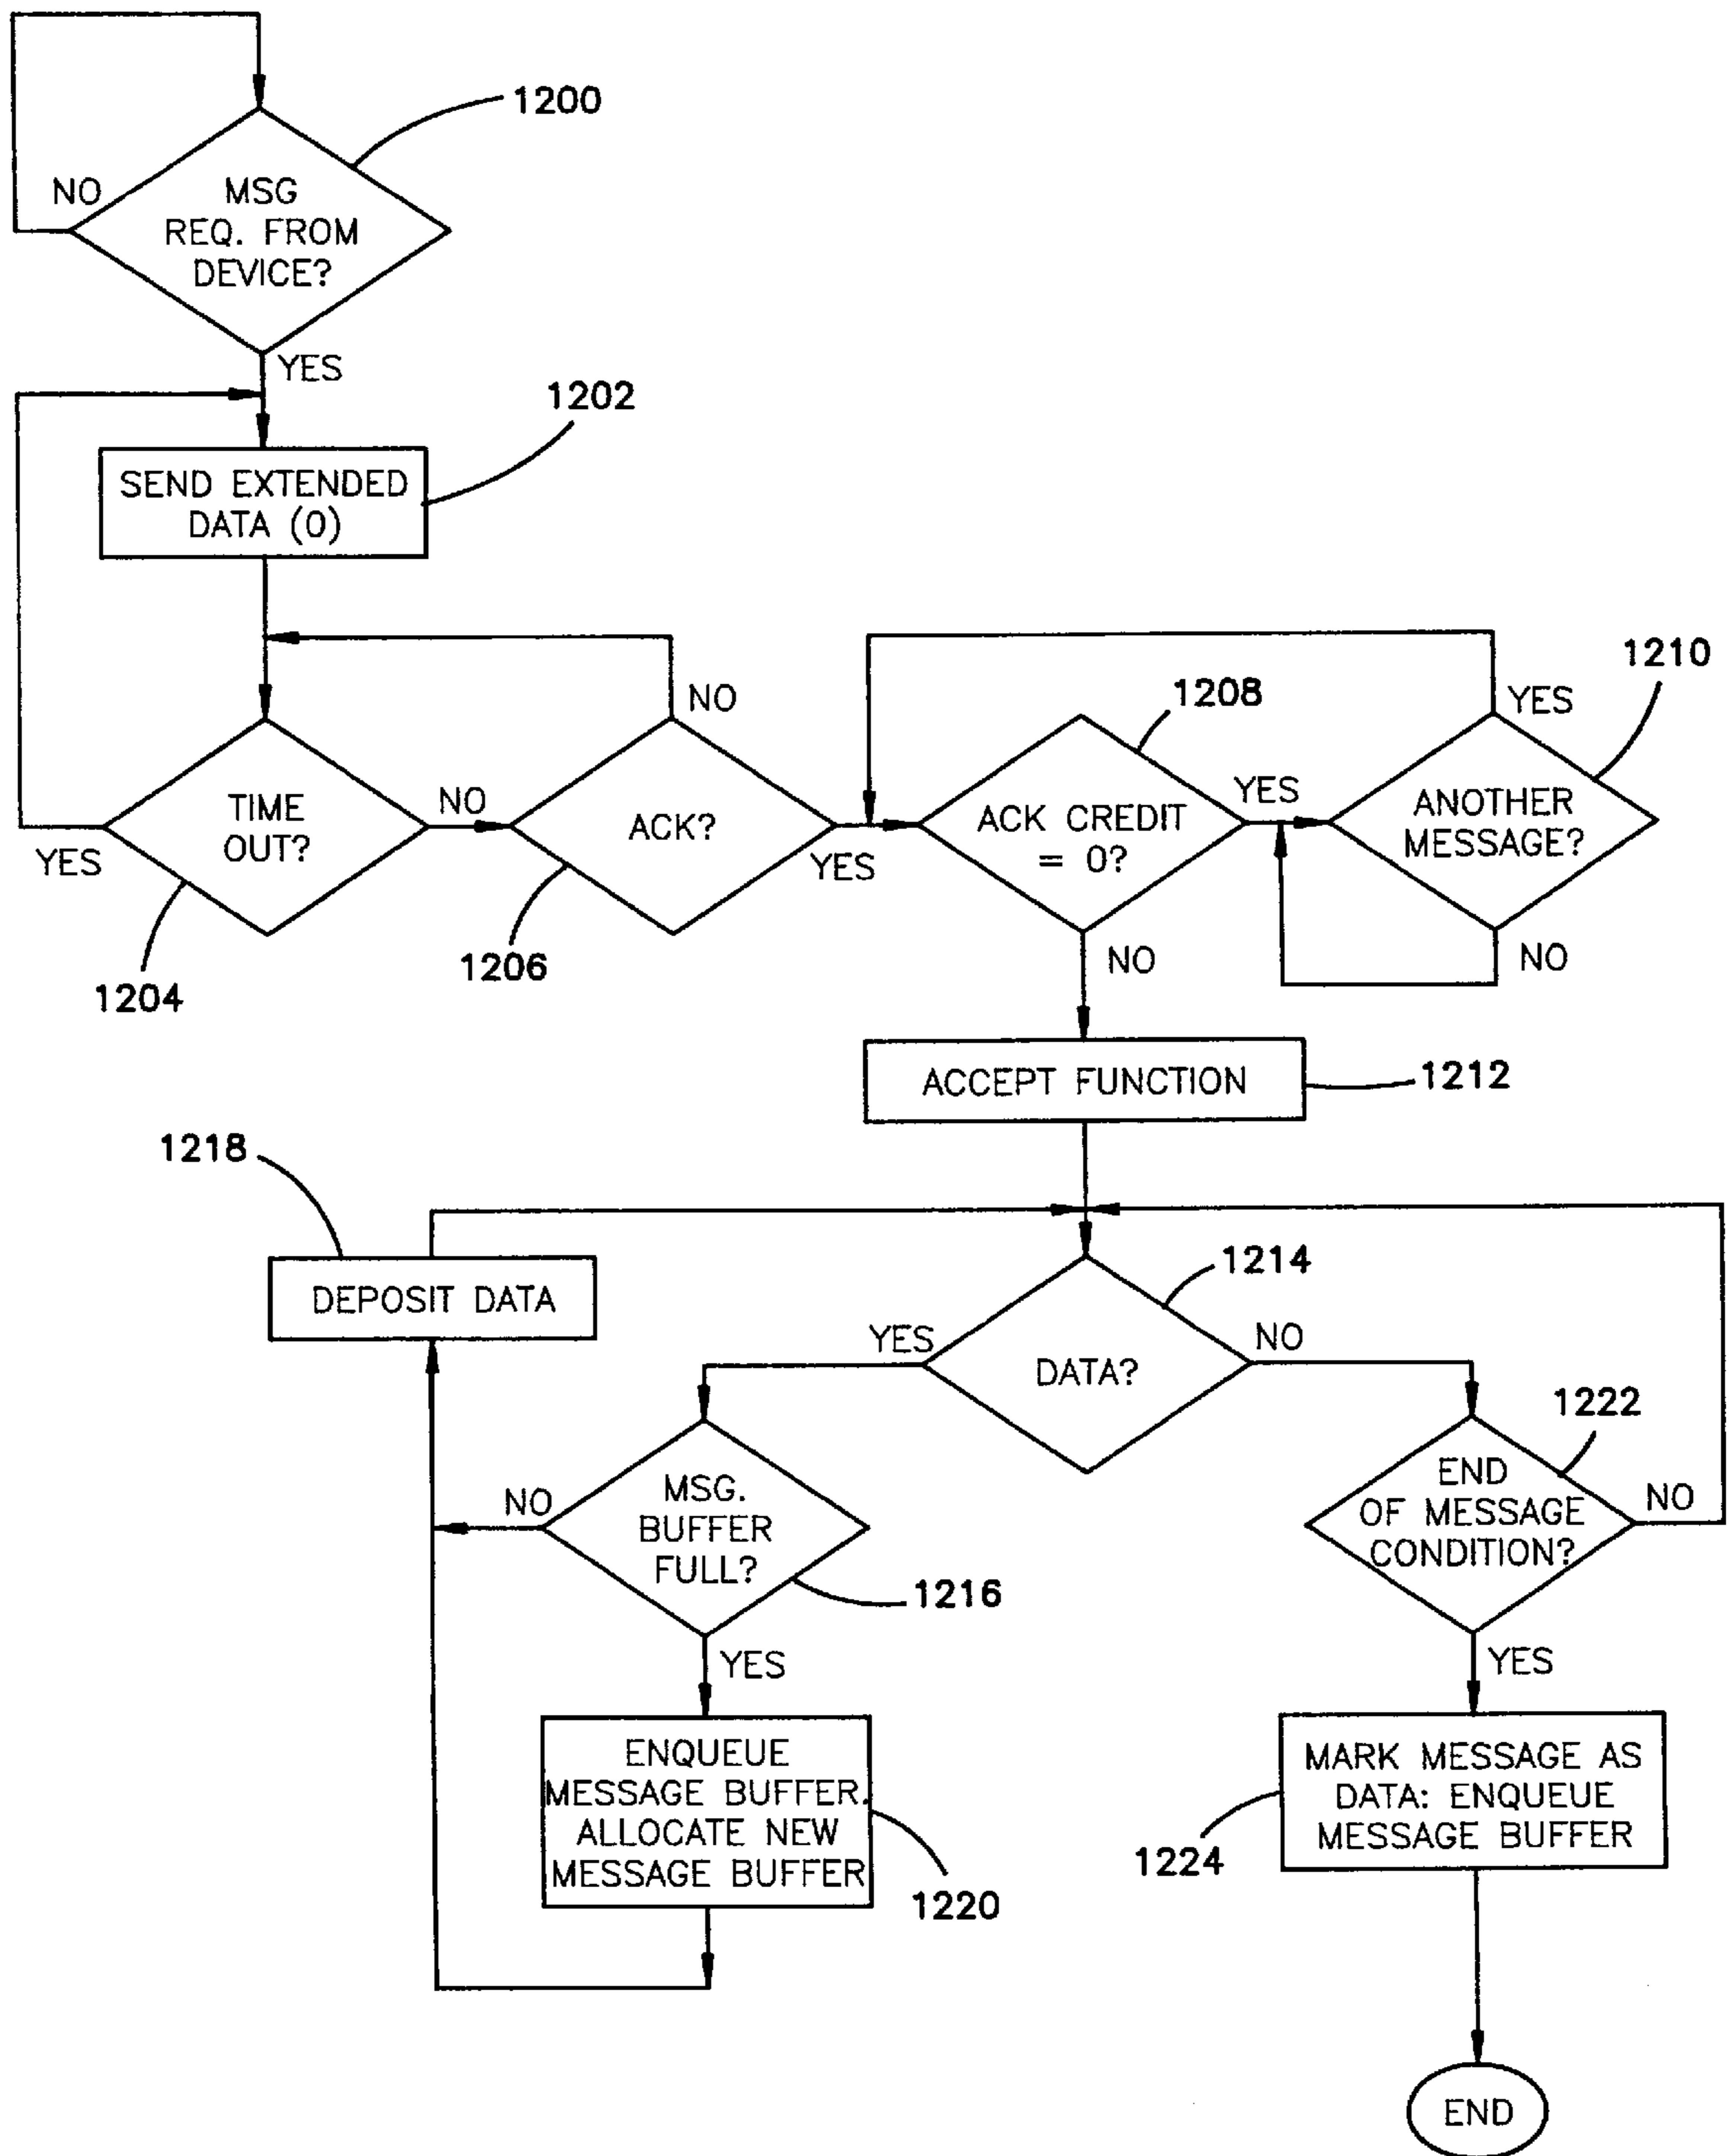 1200
NO
MSG
REQ. FROM
DEVICE?
YES
1202
SEND EXTENDED
DATA (0)
1210
1208
NO
YES
TIME
OUT?
NO
ACK?
ACK CREDIT
= 0?
YES
ANOTHER
MESSAGE?
YES
YES
1204
1206
NO
NO
ACCEPT FUNCTION
1212
1218
DEPOSIT DATA
1214
YES
DATA?
NO
1222
MSG.
BUFFER
FULL?
NO
1216
END
OF MESSAGE
CONDITION?
NO
YES
YES
ENQUEUE
MESSAGE BUFFER.
ALLOCATE NEW
MESSAGE BUFFER
1220
MARK MESSAGE AS
DATA: ENQUEUE
MESSAGE BUFFER
1224
END